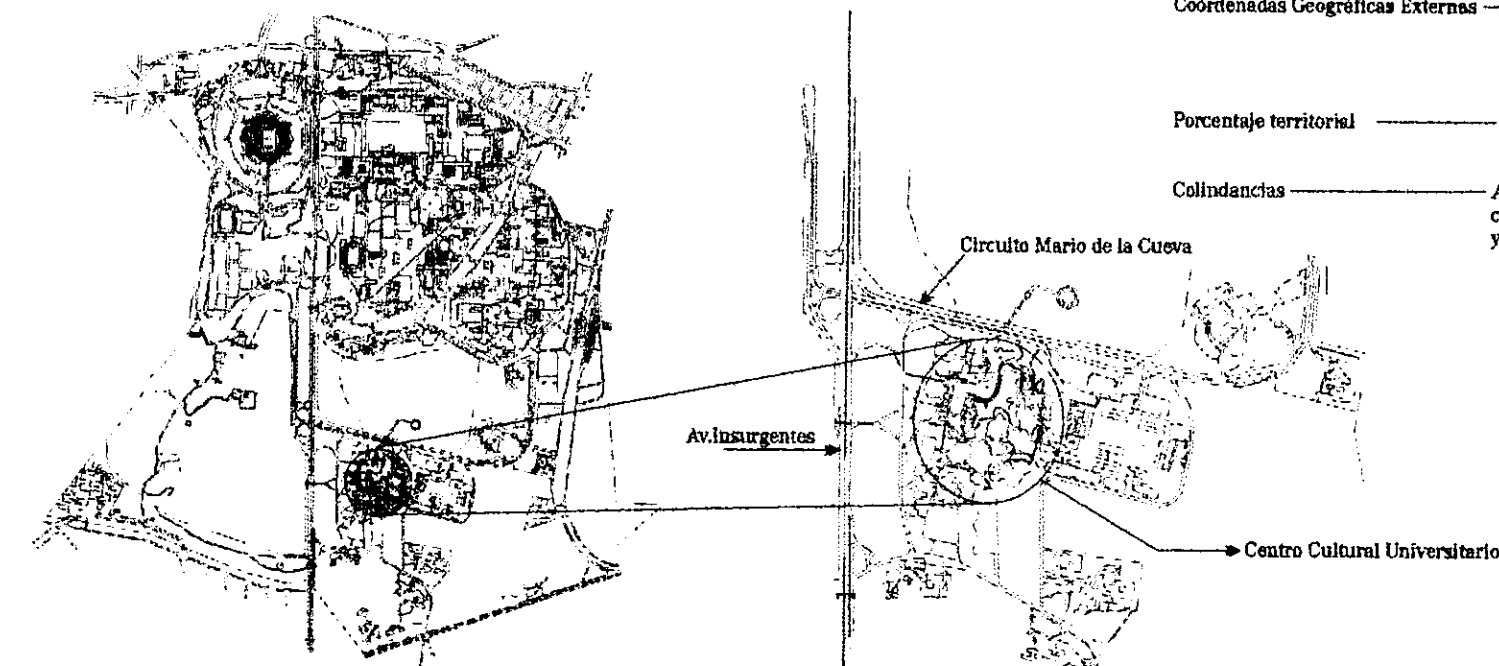 Coordenadas Geográficas Externas
Porcentaje territorial
Colindancias
A
c
y
Circuito Mario de la Cueva
Av.Insurgentes
Centro Cultural Universitario